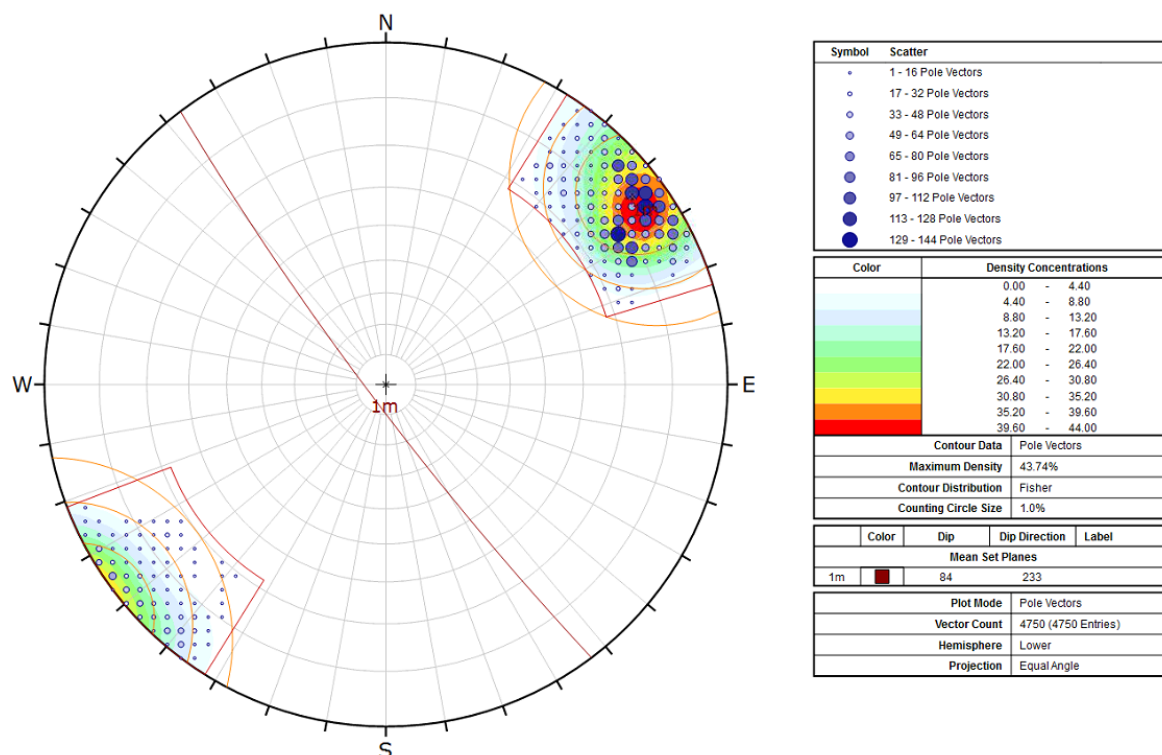 N
W
E
S
1m
Symbol Scatter
1 - 16 Pole Vectors
17 - 32 Pole Vectors
33 - 48 Pole Vectors
49 - 64 Pole Vectors
65 - 80 Pole Vectors
81 - 96 Pole Vectors
97 - 112 Pole Vectors
113 - 128 Pole Vectors
129 - 144 Pole Vectors
Color Density Concentrations
0.00 - 4.40
4.40 - 8.80
8.80 - 13.20
13.20 - 17.60
17.60 - 22.00
22.00 - 26.40
26.40 - 30.80
30.80 - 35.20
35.20 - 39.60
39.60 - 44.00
Contour Data Pole Vectors
Maximum Density 43.74%
Contour Distribution Fisher
Counting Circle Size 1.0%
Color Dip Dip Direction Label
Mean Set Planes
1m 84 233
Plot Mode Pole Vectors
Vector Count 4750 (4750 Entries)
Hemisphere Lower
Projection Equal Angle